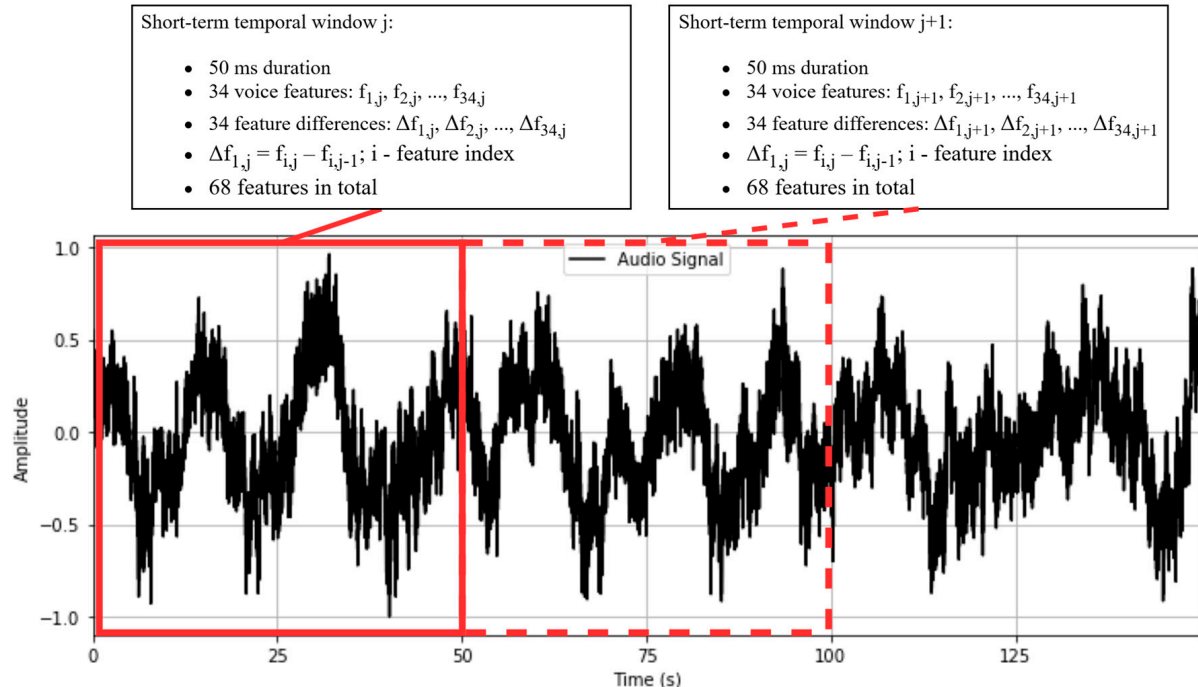 Short-term temporal window j:
• 50 ms duration
• 34 voice features: f1,j, f2,j, ..., f34,j
• 34 feature differences: Δf1,j, Δf2,j, ..., Δf34,j
• Δf1,j = fi,j – fi,j-1; i - feature index
• 68 features in total
Short-term temporal window j+1:
• 50 ms duration
• 34 voice features: f1,j+1, f2,j+1, ..., f34,j+1
• 34 feature differences: Δf1,j+1, Δf2,j+1, ..., Δf34,j+1
• Δf1,j = fi,j – fi,j-1; i - feature index
• 68 features in total
Audio Signal
1.0
0.5
0.0
−0.5
−1.0
Amplitude
0 25 50 75 100 125
Time (s)